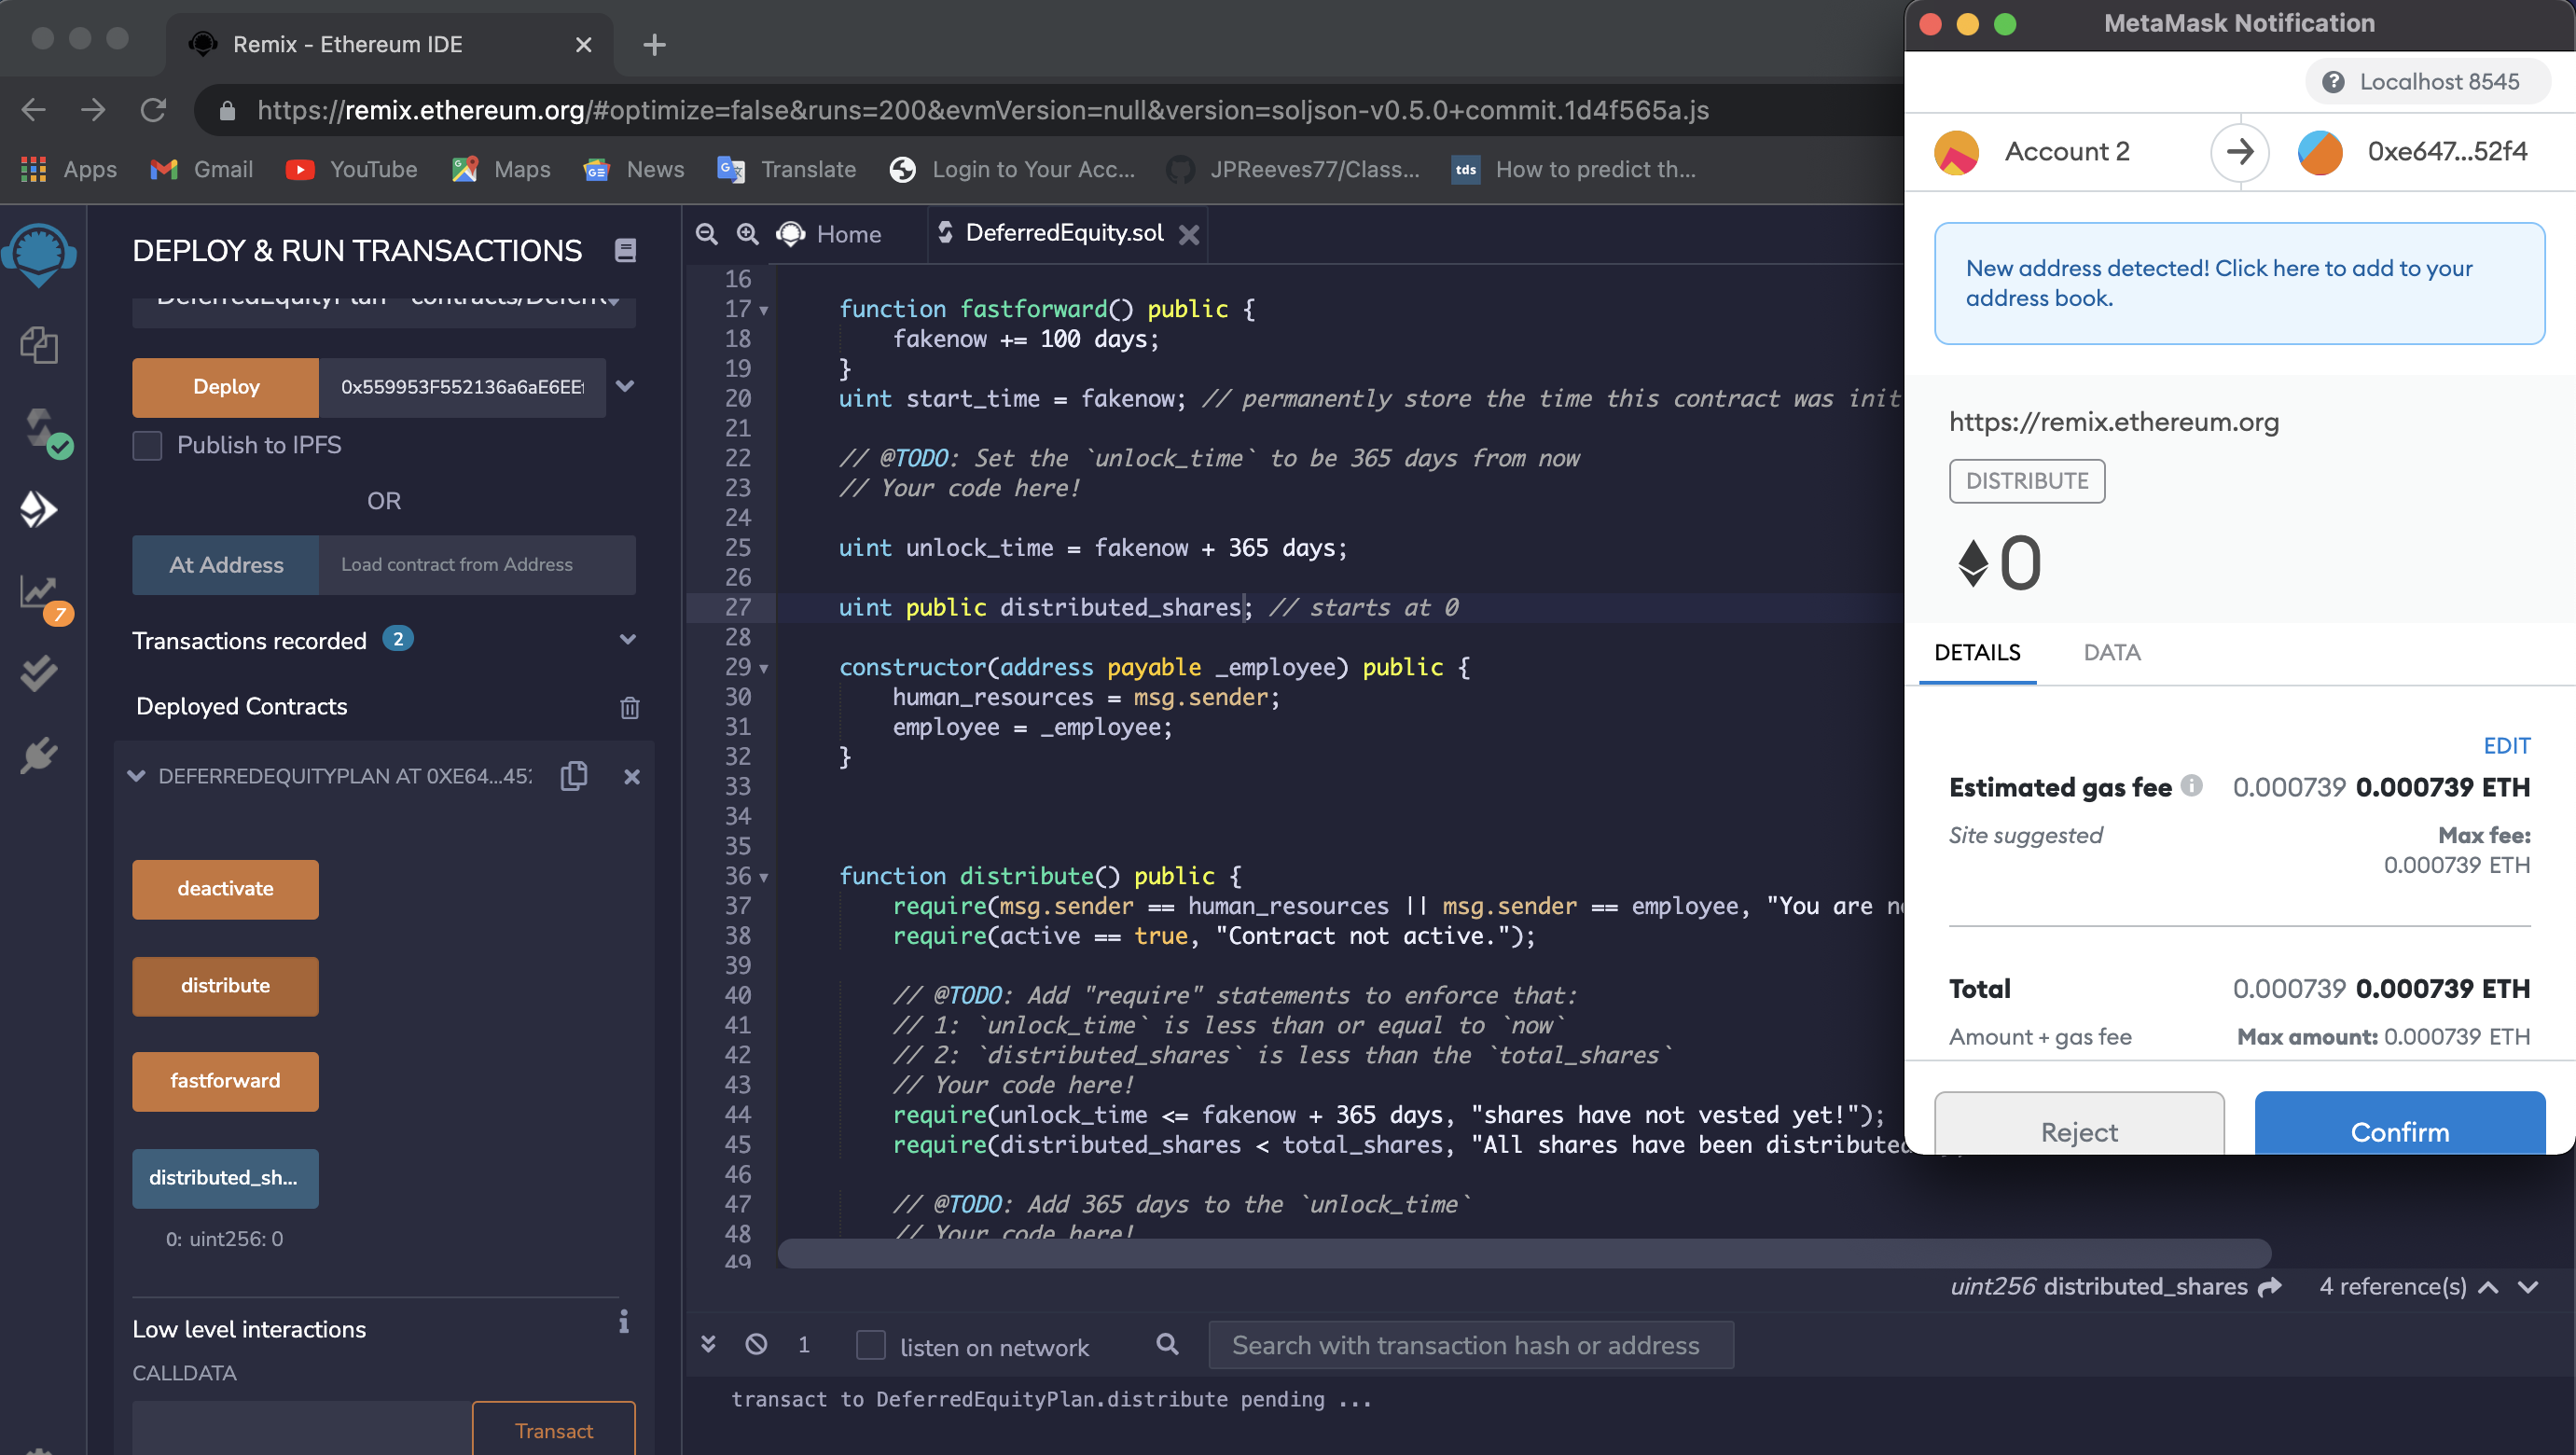 Remix - Ethereum IDE
https://remix.ethereum.org/#optimize=false&runs=200&evmVersion=null&version=soljson-v0.5.0+commit.1d4f565a.js
Apps
Gmail
YouTube
Maps
News
Translate
Login to Your Acc...
JPReeves77/Class...
tds
How to predict th...
DEPLOY & RUN TRANSACTIONS
DeferredEquityPlan - contracts/Deferr
Deploy
0x559953F552136a6aE6EE
Publish to IPFS
OR
At Address
Load contract from Address
Transactions recorded 2
Deployed Contracts
DEFERREDEQUITYPLAN AT 0XE64...45
deactivate
distribute
fastforward
distributed_sh...
0: uint256: 0
Low level interactions
CALLDATA
Transact
7
Home
DeferredEquity.sol
16
17 function fastforward() public {
18 fakenow += 100 days;
19 }
20 uint start_time = fakenow; // permanently store the time this contract was init
21
22 // @TODO: Set the `unlock_time` to be 365 days from now
23 // Your code here!
24
25 uint unlock_time = fakenow + 365 days;
26
27 uint public distributed_shares; // starts at 0
28
29 constructor(address payable _employee) public {
30 human_resources = msg.sender;
31 employee = _employee;
32 }
33
34
35
36 function distribute() public {
37 require(msg.sender == human_resources || msg.sender == employee, "You are n
38 require(active == true, "Contract not active.");
39
40 // @TODO: Add "require" statements to enforce that:
41 // 1: `unlock_time` is less than or equal to `now`
42 // 2: `distributed_shares` is less than the `total_shares`
43 // Your code here!
44 require(unlock_time <= fakenow + 365 days, "shares have not vested yet!");
45 require(distributed_shares < total_shares, "All shares have been distributed
46
47 // @TODO: Add 365 days to the `unlock_time`
48 // Your code here!
49
uint256 distributed_shares
4 reference(s)
1
listen on network
Search with transaction hash or address
transact to DeferredEquityPlan.distribute pending ...
MetaMask Notification
Localhost 8545
Account 2
0xe647...52f4
New address detected! Click here to add to your
address book.
https://remix.ethereum.org
DISTRIBUTE
0
DETAILS
DATA
EDIT
Estimated gas fee 0.000739 0.000739 ETH
Site suggested
Max fee:
0.000739 ETH
Total 0.000739 0.000739 ETH
Amount + gas fee
Max amount: 0.000739 ETH
Reject
Confirm